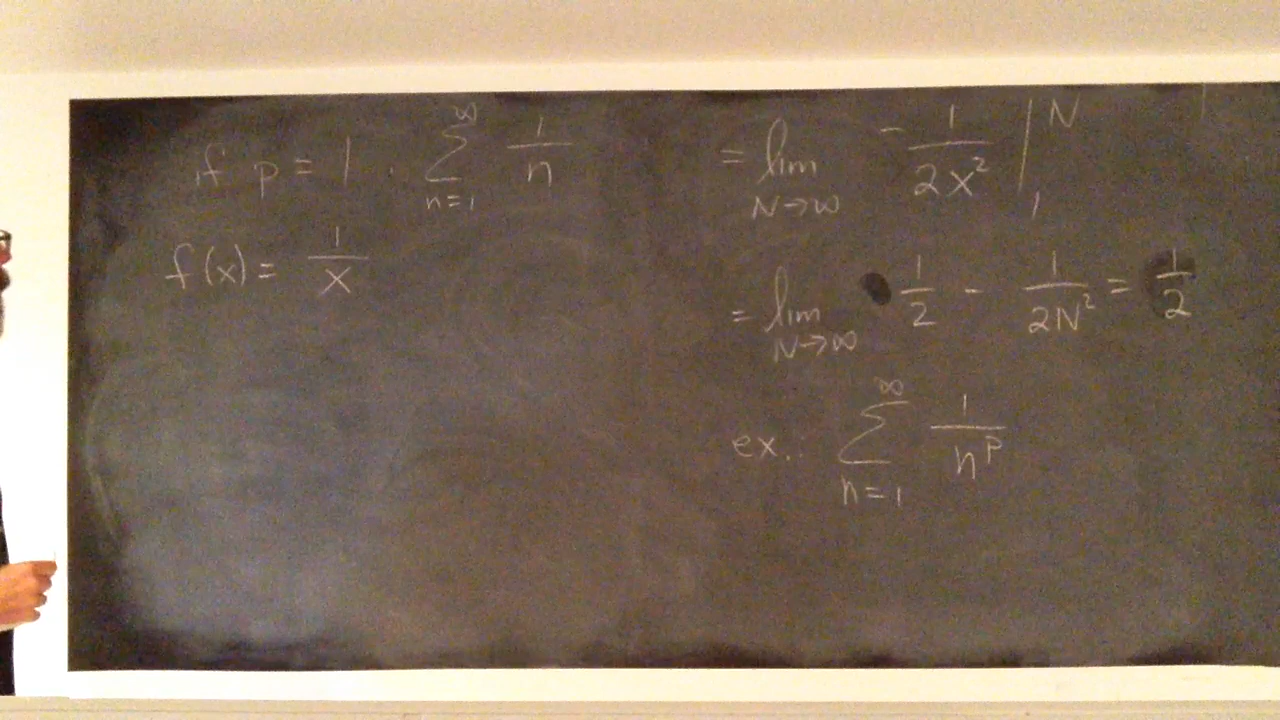 if p = 1. ∑_{n=1}^{∞} 1/n
f(x) = 1/x
= lim_{N→∞} - 1/(2x²) |_1^N
= lim_{N→∞} 1/2 - 1/(2N²) = 1/2
ex.: ∑_{n=1}^{∞} 1/n^p